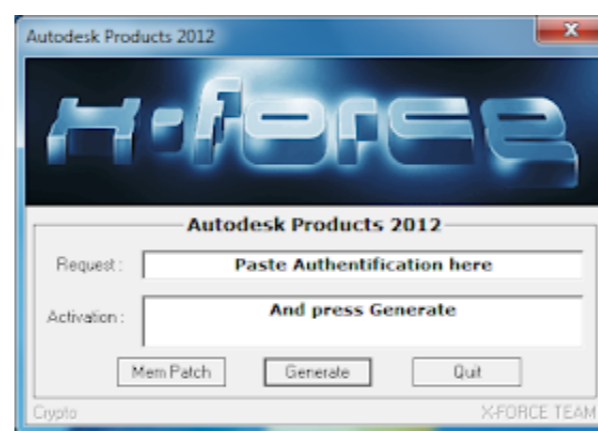 Autodesk Products 2012
x-force
Autodesk Products 2012
Request :
Paste Authentification here
Activation :
And press Generate
Mem Patch
Generate
Quit
Crypto
X-FORCE TEAM